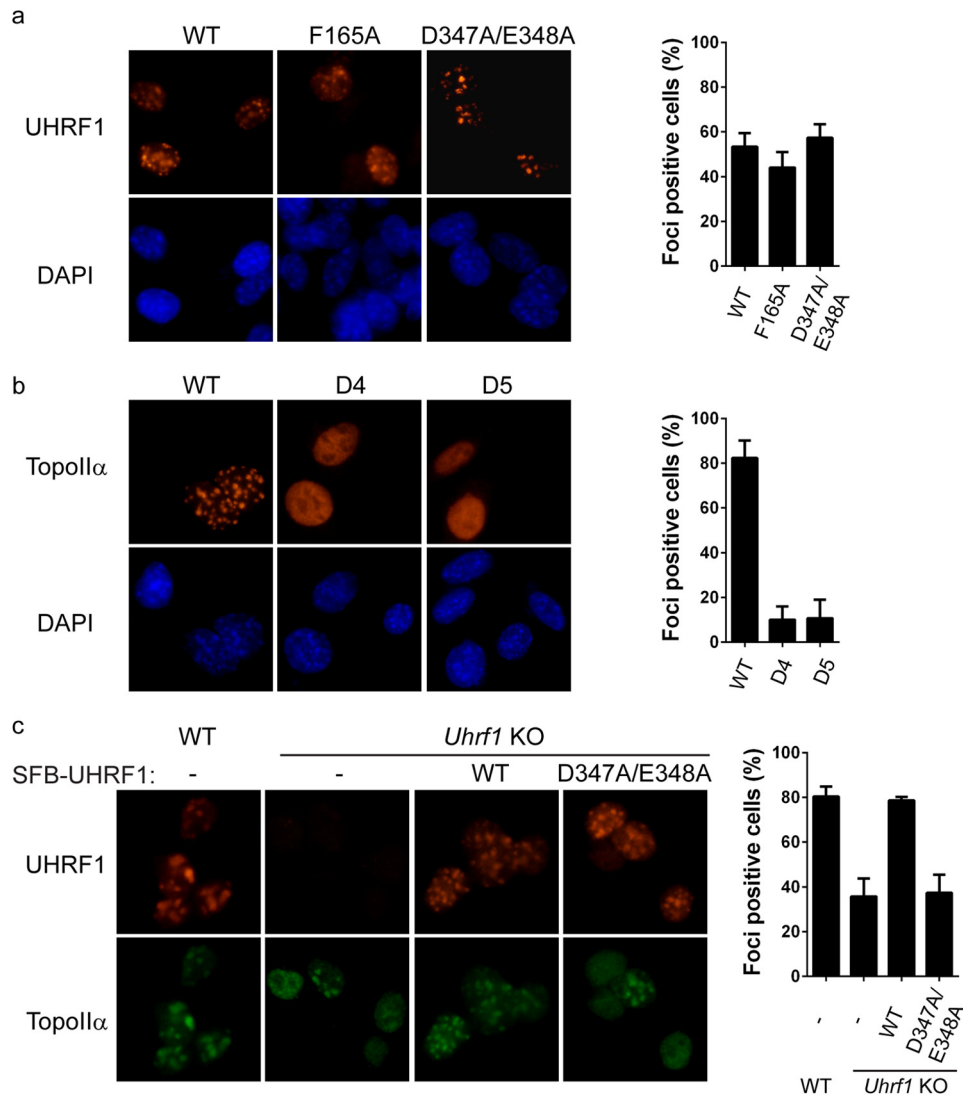 a
WT F165A D347A/E348A
UHRF1
DAPI
Foci positive cells (%)
100
80
60
40
20
0
WT
F165A
D347A/
E348A
b
WT D4 D5
TopoIIα
DAPI
Foci positive cells (%)
100
80
60
40
20
0
WT
D4
D5
c
WT Uhrf1 KO
SFB-UHRF1: - - WT D347A/E348A
UHRF1
TopoIIα
Foci positive cells (%)
100
80
60
40
20
0
-
-
WT
D347A/
E348A
WT Uhrf1 KO